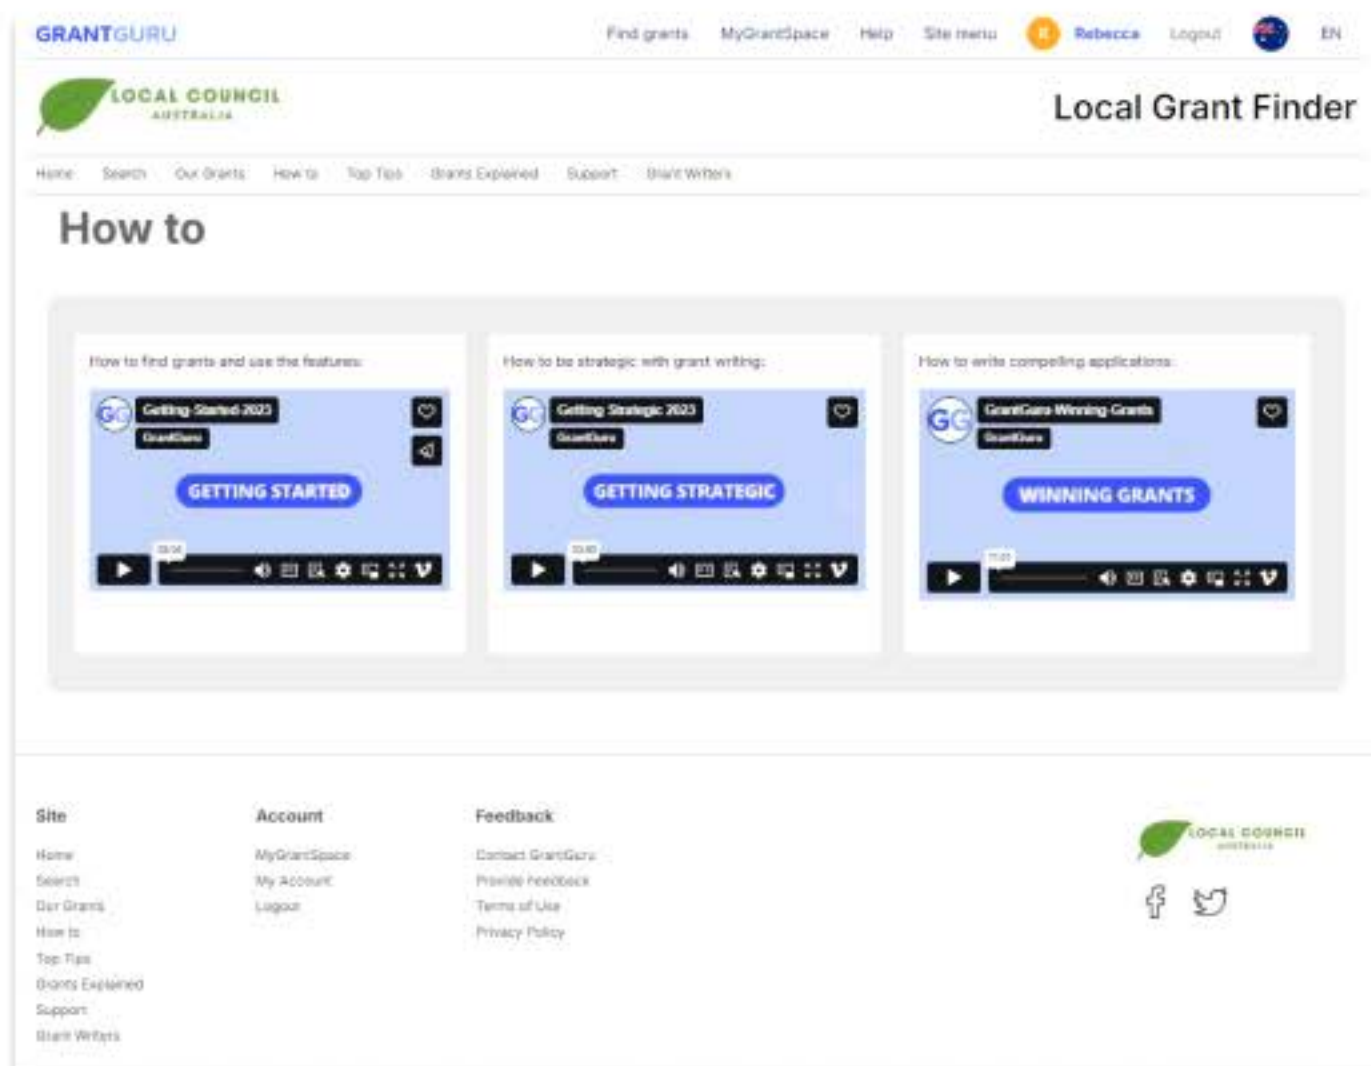 GRANTGURU
Find grants MyGrantSpace Help Site menu R Rebecca Logout EN
LOCAL COUNCIL
AUSTRALIA
Local Grant Finder
Home Search Our Grants How to Top Tips Grants Explained Support Grant Writers
How to
How to find grants and use the features:
GG Getting-Started-2023
GrantGuru
GETTING STARTED
How to be strategic with grant writing:
GG Getting Strategic 2023
GrantGuru
GETTING STRATEGIC
How to write compelling applications:
GG GrantGuru-Winning-Grants
GrantGuru
WINNING GRANTS
Site
Home
Search
Our Grants
How to
Top Tips
Grants Explained
Support
Grant Writers
Account
MyGrantSpace
My Account
Logout
Feedback
Contact GrantGuru
Provide Feedback
Terms of Use
Privacy Policy
LOCAL COUNCIL
AUSTRALIA